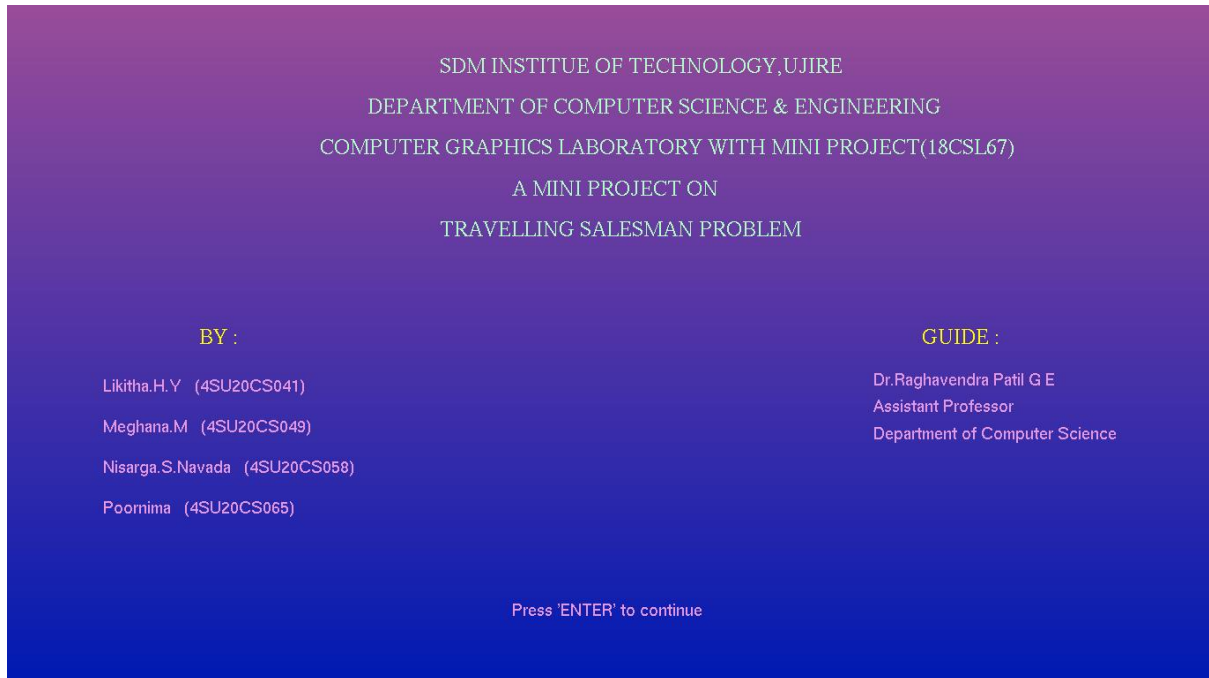 SDM INSTITUE OF TECHNOLOGY,UJIRE
DEPARTMENT OF COMPUTER SCIENCE & ENGINEERING
COMPUTER GRAPHICS LABORATORY WITH MINI PROJECT(18CSL67)
A MINI PROJECT ON
TRAVELLING SALESMAN PROBLEM
BY :
Likitha.H.Y (4SU20CS041)
Meghana.M (4SU20CS049)
Nisarga.S.Navada (4SU20CS058)
Poornima (4SU20CS065)
GUIDE :
Dr.Raghavendra Patil G E
Assistant Professor
Department of Computer Science
Press 'ENTER' to continue